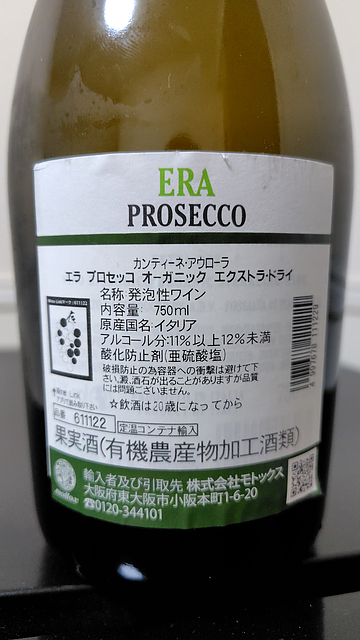 ERA
PROSECCO
カンティーネ・アウローラ
エラ プロセッコ オーガニック エクストラ・ドライ
名称 発泡性ワイン
内容量: 750ml
原産国名:イタリア
アルコール分:11%以上12%未満
酸化防止剤(亜硫酸塩)
破損防止の為容器への衝撃は避けて下
さい。澱、酒石が出ることがありますが品質
には問題ございません。
☆飲酒は20歳になってから
品番 611122 定温コンテナ輸入
果実酒(有機農産物加工酒類)
輸入者及び引取先 株式会社モトックス
大阪府東大阪市小阪本町1-6-20
☎0120-344101